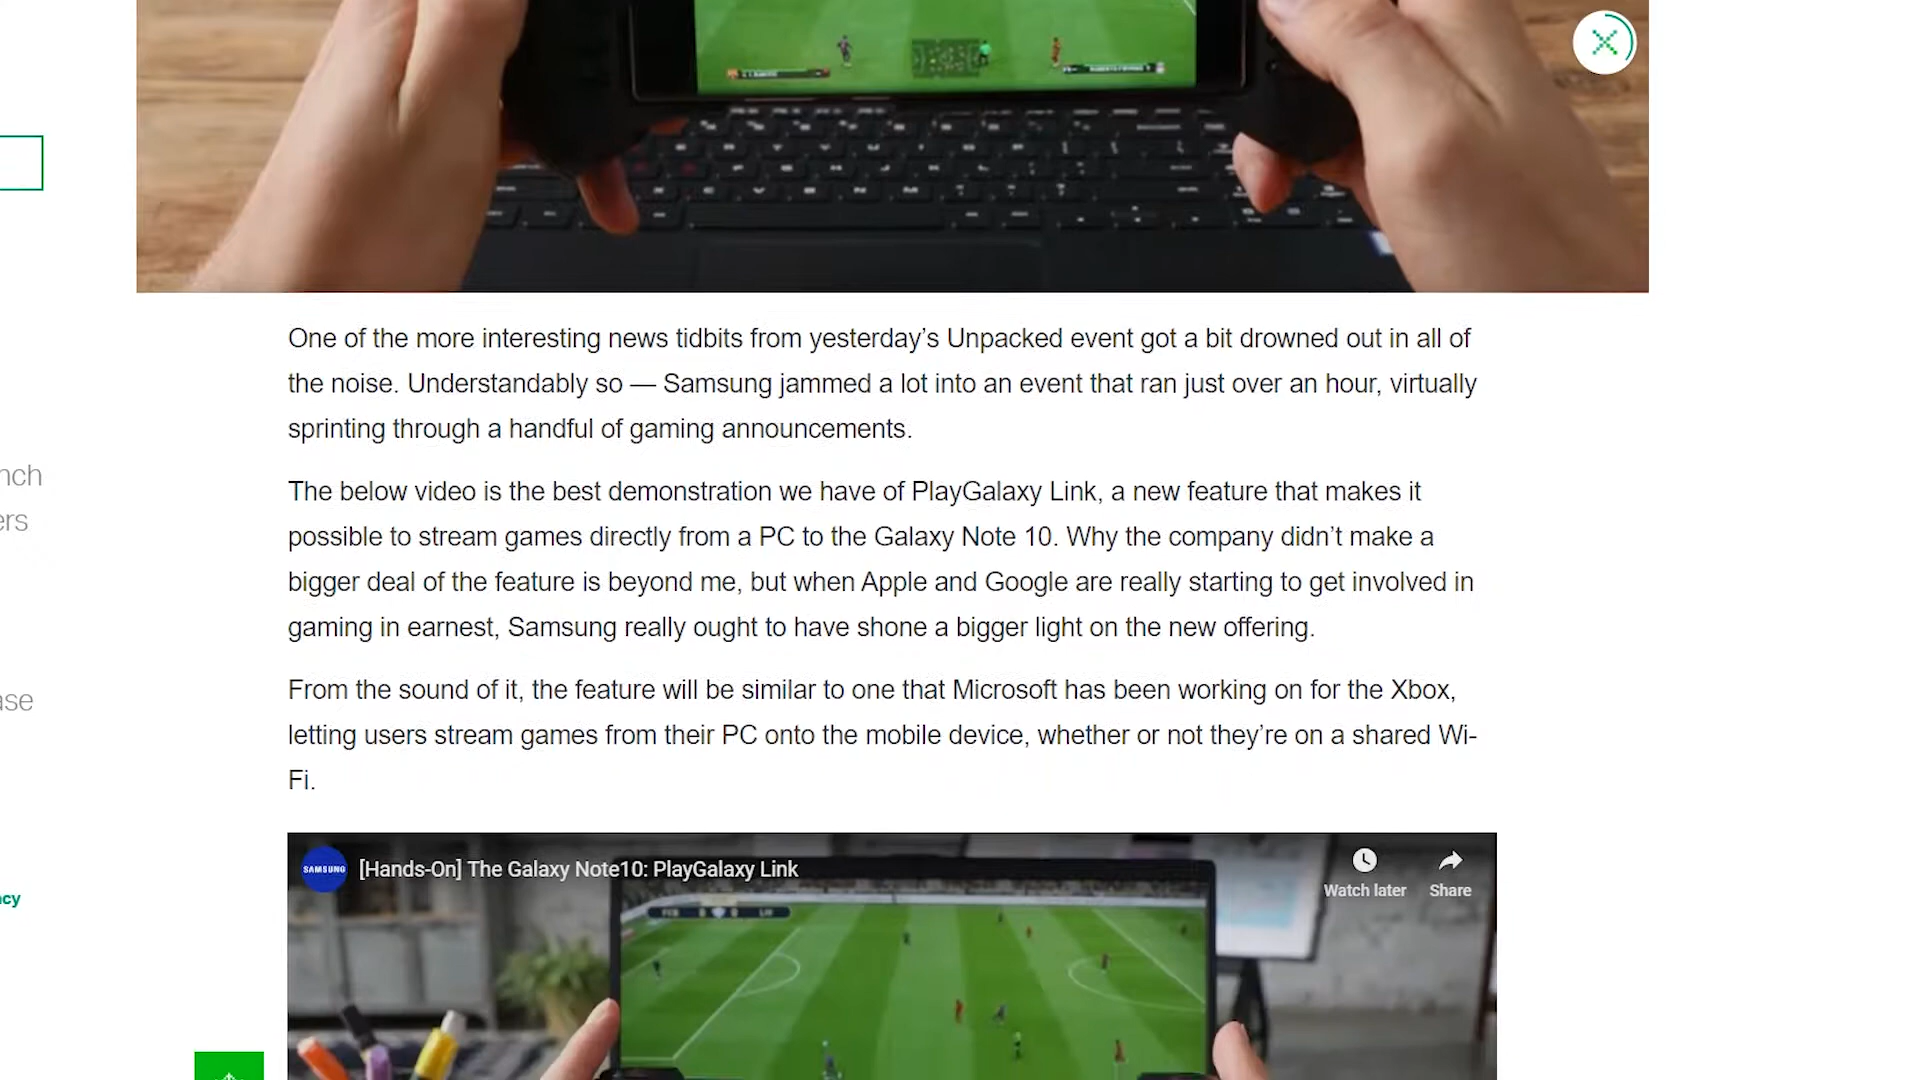 One of the more interesting news tidbits from yesterday’s Unpacked event got a bit drowned out in all of
the noise. Understandably so — Samsung jammed a lot into an event that ran just over an hour, virtually
sprinting through a handful of gaming announcements.
nch
ers
The below video is the best demonstration we have of PlayGalaxy Link, a new feature that makes it
possible to stream games directly from a PC to the Galaxy Note 10. Why the company didn’t make a
bigger deal of the feature is beyond me, but when Apple and Google are really starting to get involved in
gaming in earnest, Samsung really ought to have shone a bigger light on the new offering.
ase
From the sound of it, the feature will be similar to one that Microsoft has been working on for the Xbox,
letting users stream games from their PC onto the mobile device, whether or not they’re on a shared Wi-
Fi.
cy
SAMSUNG
[Hands-On] The Galaxy Note10: PlayGalaxy Link
Watch later
Share